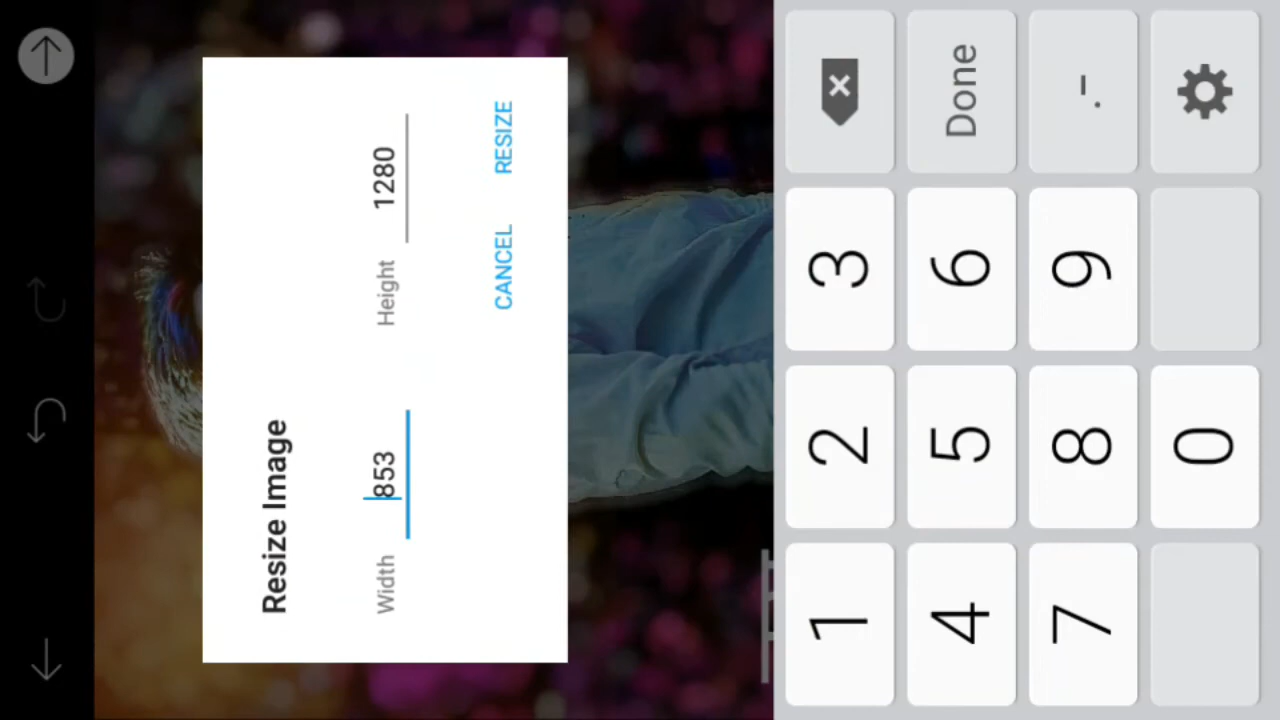 Resize Image
Width 853 Height 1280
CANCEL RESIZE
1 2 3
4 5 6 Done
7 8 9 .-
0